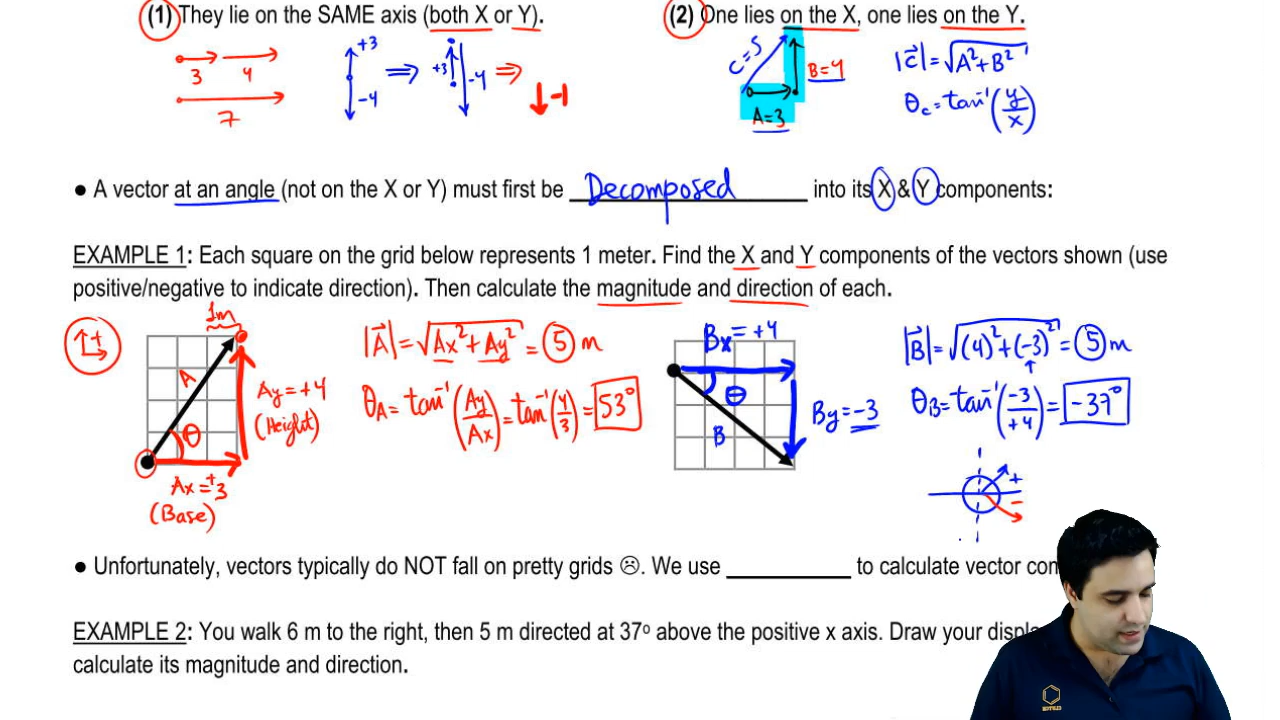 (1) They lie on the SAME axis (both X or Y).
(2) One lies on the X, one lies on the Y.
3 4
7
+3
-4
⇒
+3
-4
⇒
↓-1
C=5
B=4
A=3
|C⃗|=√A²+B²
θc=tan⁻¹(y/x)
● A vector at an angle (not on the X or Y) must first be Decomposed into its X & Y components:
EXAMPLE 1: Each square on the grid below represents 1 meter. Find the X and Y components of the vectors shown (use
positive/negative to indicate direction). Then calculate the magnitude and direction of each.
+
1m
A
θ
Ay=+4
(Height)
Ax=+3
(Base)
|A⃗|=√Ax²+Ay²=5m
θA=tan⁻¹(Ay/Ax)=tan⁻¹(4/3)=53°
Bx=+4
θ
B
By=-3
|B⃗|=√(4)²+(-3)²=5m
θB=tan⁻¹(-3/+4)=-37°
+
-
● Unfortunately, vectors typically do NOT fall on pretty grids ☹. We use __________ to calculate vector
EXAMPLE 2: You walk 6 m to the right, then 5 m directed at 37º above the positive x axis. Draw your
calculate its magnitude and direction.